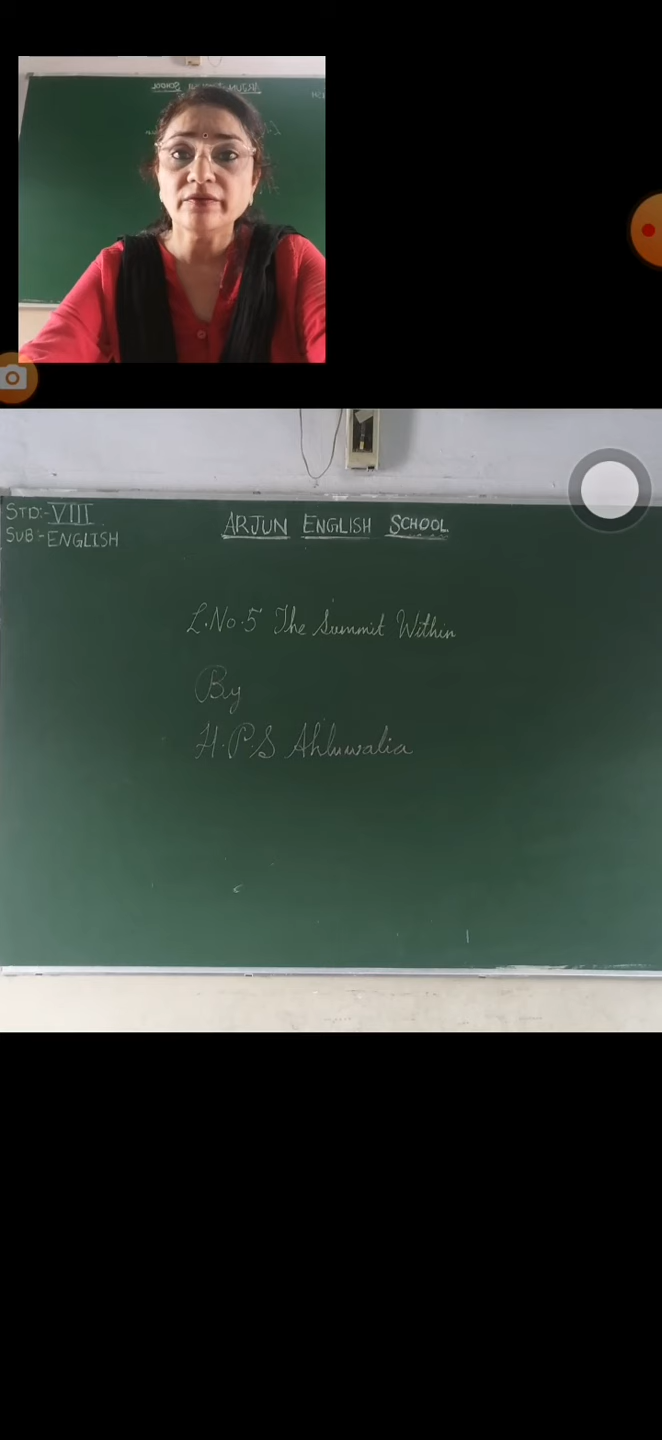 STD:- VIII
SUB:- ENGLISH
ARJUN ENGLISH SCHOOL
L.No.5 The Summit Within
By
H.P.S Ahluwalia